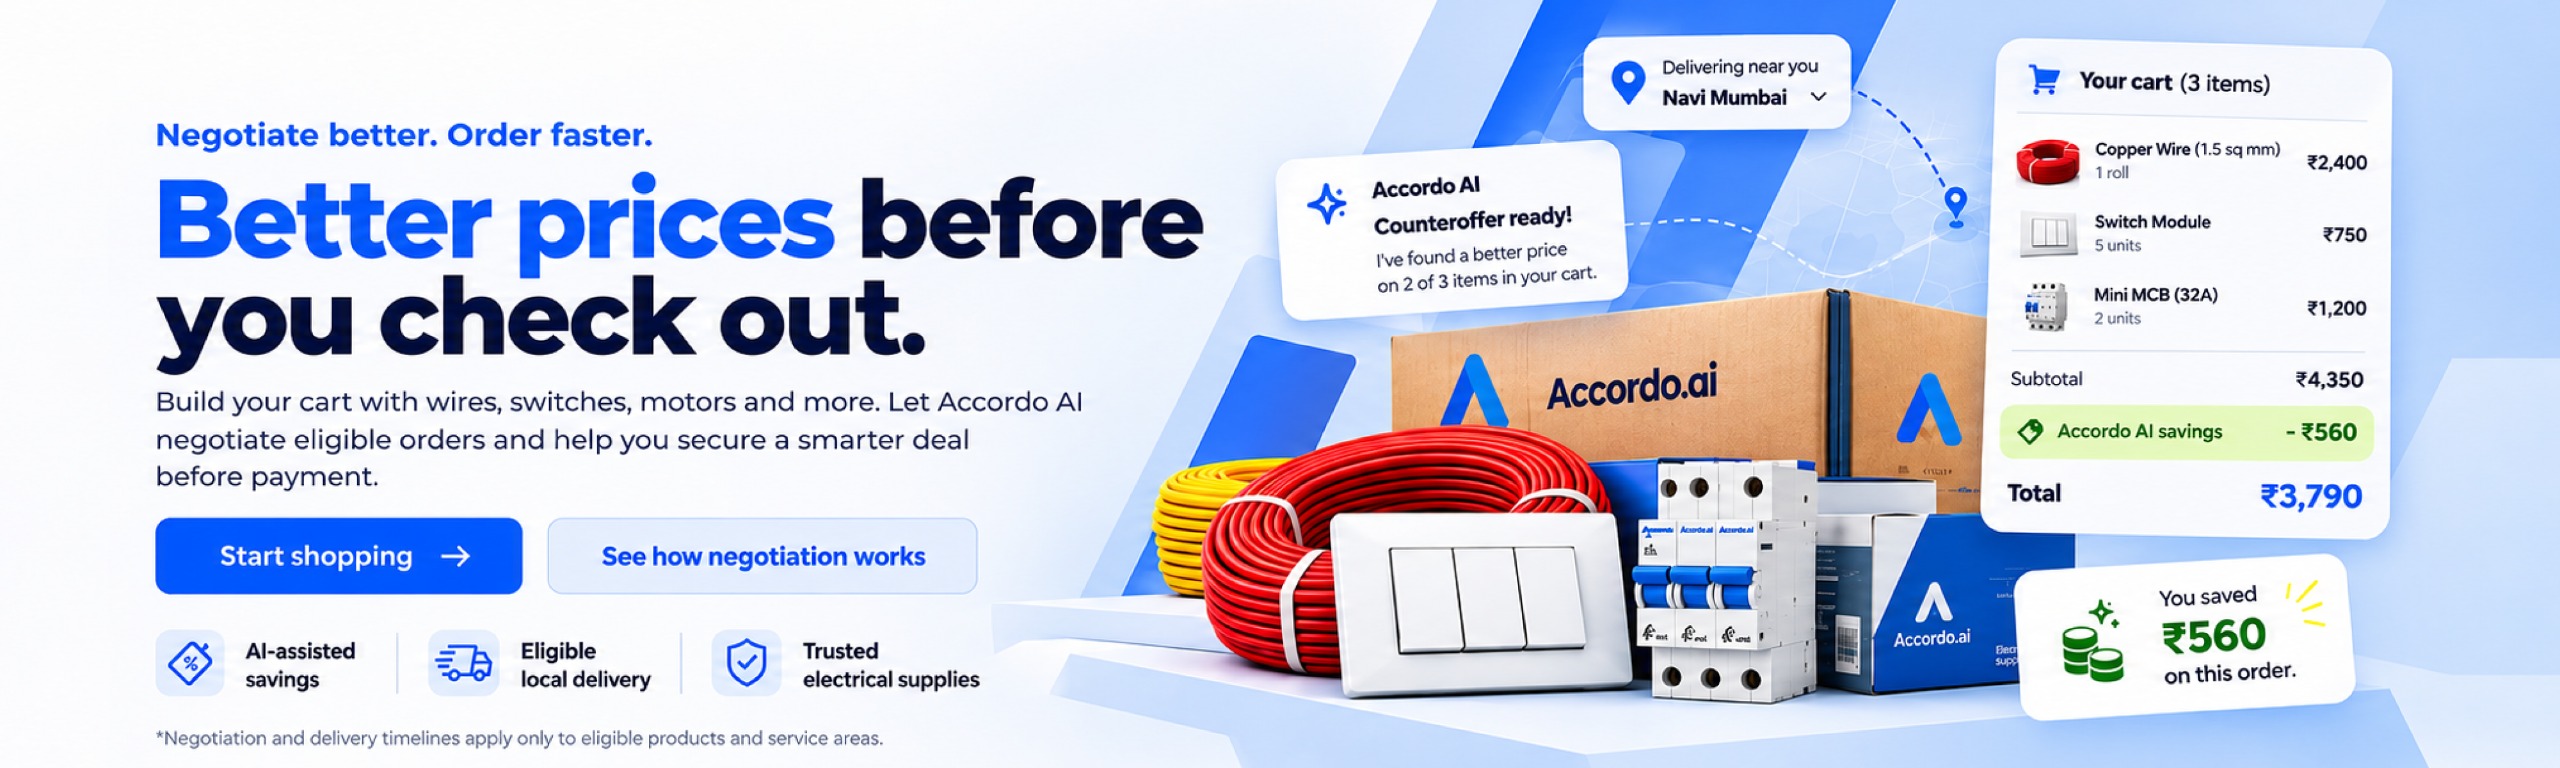 Negotiate better. Order faster.
Better prices before
you check out.
Build your cart with wires, switches, motors and more. Let Accordo AI
negotiate eligible orders and help you secure a smarter deal
before payment.
Start shopping →
See how negotiation works
AI-assisted
savings
Eligible
local delivery
Trusted
electrical supplies
*Negotiation and delivery timelines apply only to eligible products and service areas.
Delivering near you
Navi Mumbai
Accordo AI
Counteroffer ready!
I've found a better price
on 2 of 3 items in your cart.
Accordo.ai
Accordo.ai Accordo.ai
Accordo.ai
Your cart (3 items)
Copper Wire (1.5 sq mm) ₹2,400
1 roll
Switch Module ₹750
5 units
Mini MCB (32A) ₹1,200
2 units
Subtotal ₹4,350
Accordo AI savings - ₹560
Total ₹3,790
You saved
₹560
on this order.